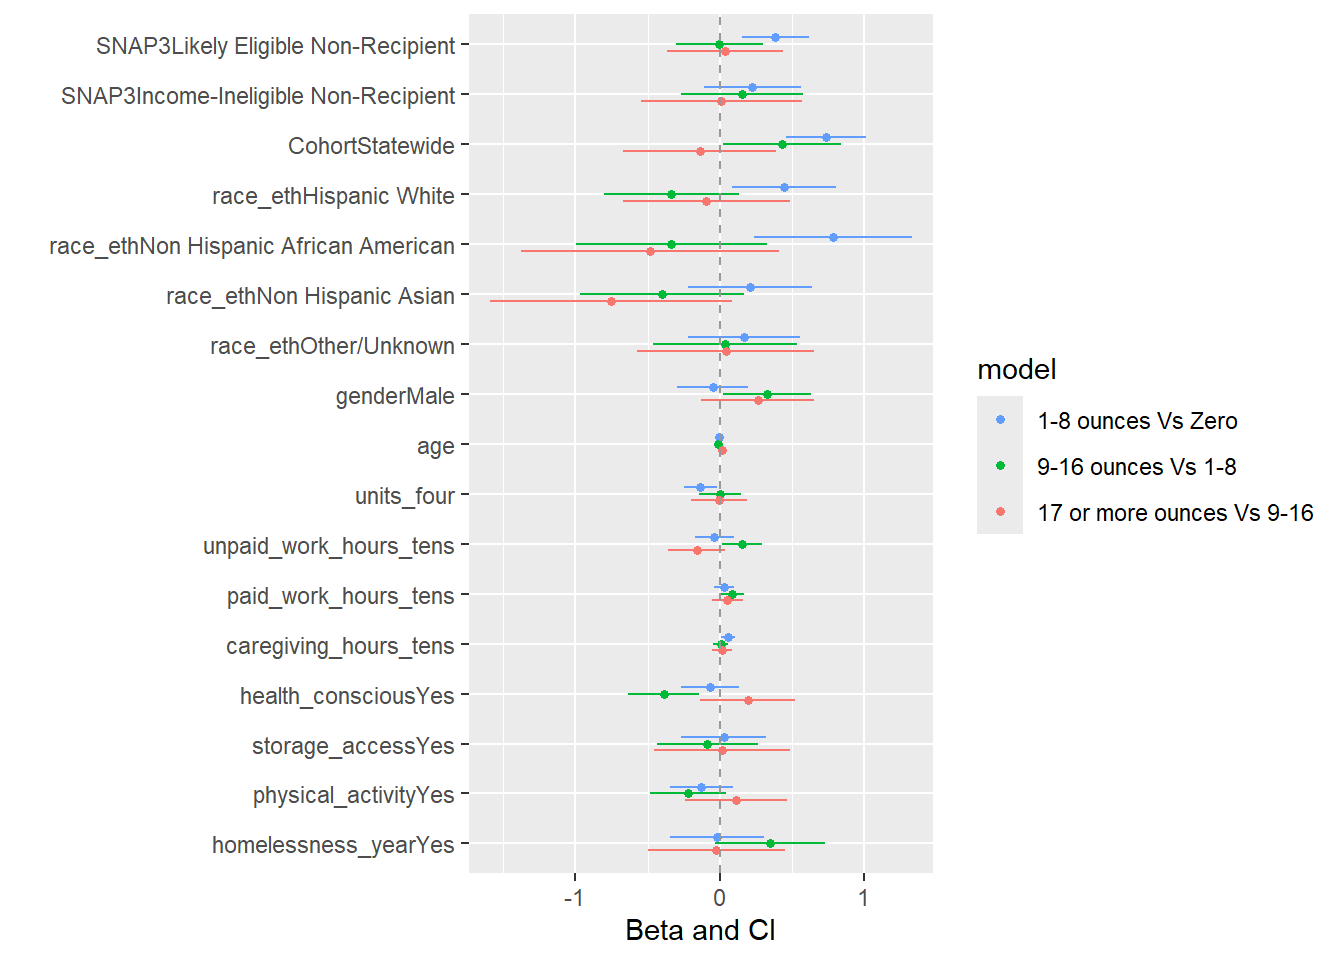 SNAP3Likely Eligible Non-Recipient
SNAP3Income-Ineligible Non-Recipient
CohortStatewide
race_ethHispanic White
race_ethNon Hispanic African American
race_ethNon Hispanic Asian
race_ethOther/Unknown
genderMale
age
units_four
unpaid_work_hours_tens
paid_work_hours_tens
caregiving_hours_tens
health_consciousYes
storage_accessYes
physical_activityYes
homelessness_yearYes
-1 0 1
Beta and CI
model
1-8 ounces Vs Zero
9-16 ounces Vs 1-8
17 or more ounces Vs 9-16